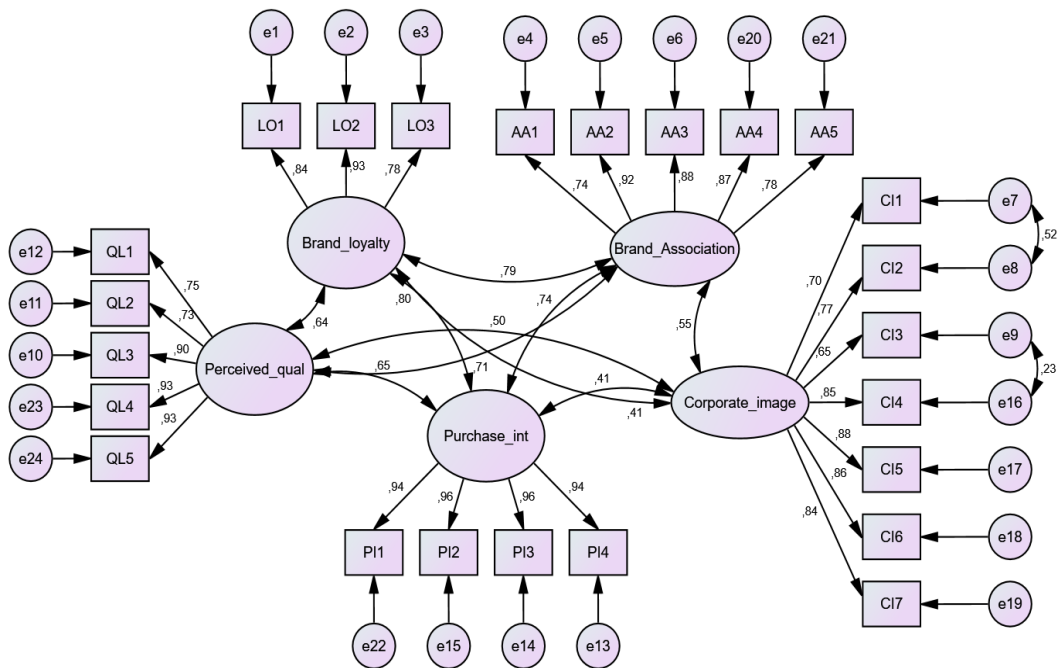 e1 e2 e3 e4 e5 e6 e20 e21
LO1 LO2 LO3 AA1 AA2 AA3 AA4 AA5
,84 ,93 ,78 ,74 ,92 ,88 ,87 ,78
CI1 e7
,52
Brand_loyalty Brand_Association
e12 QL1 CI2 e8
,79 ,70
,75 ,80 ,74 ,77
e11 QL2
,73 ,64 ,50 ,55 ,65 CI3 e9
e10 QL3 ,90
Perceived_qual ,65 ,71 ,41 ,23
,93 ,41 Corporate_image ,85 CI4 e16
e23 QL4
,93 Purchase_int ,88
e24 QL5 CI5 e17
,86
,94 ,96 ,96 ,94 ,84
PI1 PI2 PI3 PI4 CI6 e18
CI7 e19
e22 e15 e14 e13